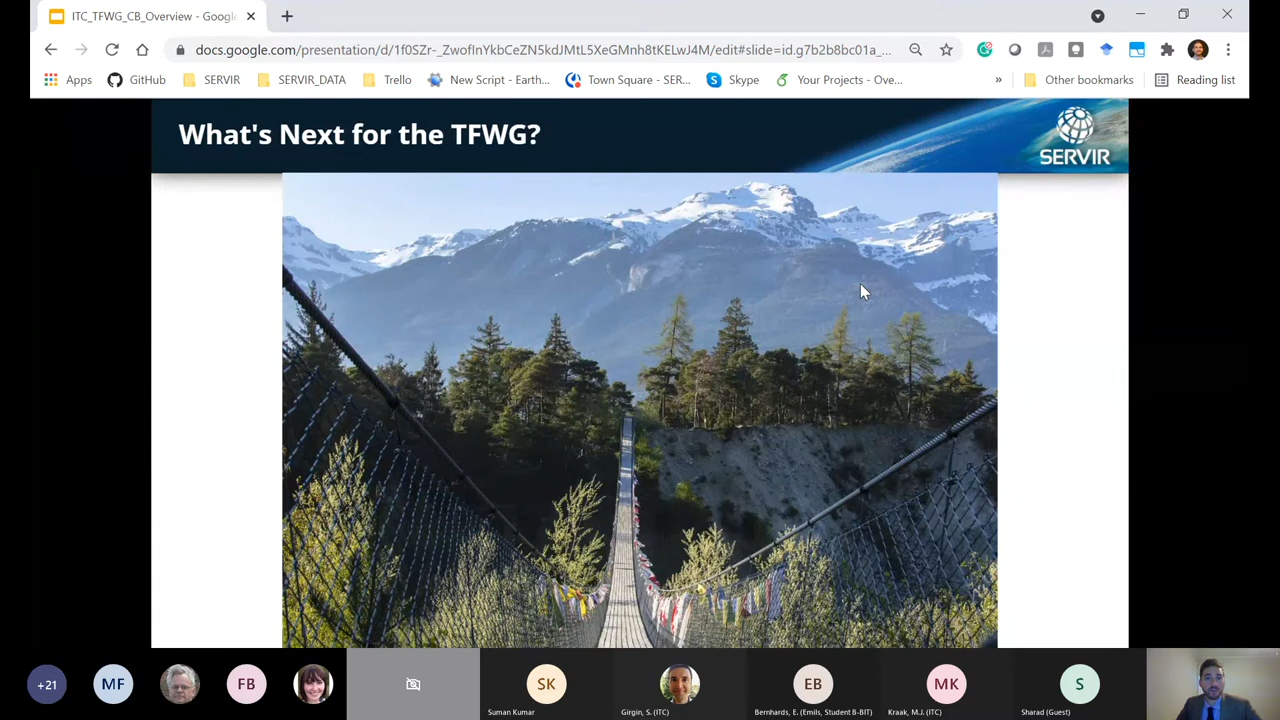 ITC_TFWG_CB_Overview - Google
docs.google.com/presentation/d/1f0SZr-_ZwofInYkbCeZN5kdJMtL5XeGMnh8tKELwJ4M/edit#slide=id.g7b2b8bc01a_...
Apps GitHub SERVIR SERVIR_DATA Trello New Script - Earth... Town Square - SER... Skype Your Projects - Ove... » Other bookmarks Reading list
What's Next for the TFWG?
SERVIR
+21 MF FB SK EB MK S
Suman Kumar Girgin, S. (ITC) Bernhards, E. (Emils, Student B-BIT) Kraak, M.J. (ITC) Sharad (Guest)